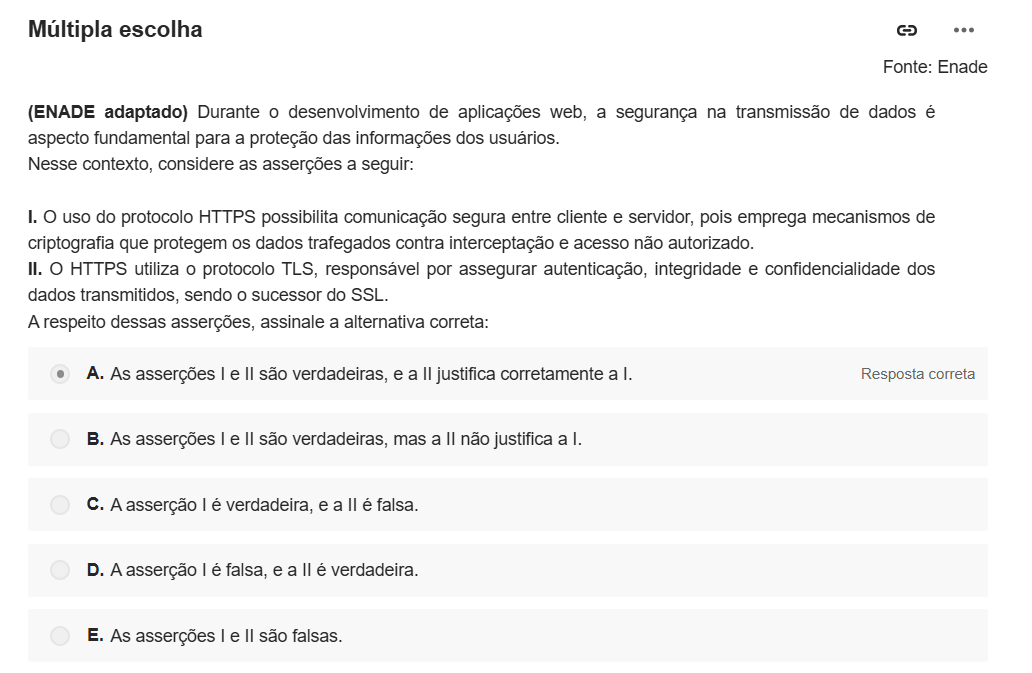 Múltipla escolha
Fonte: Enade
(ENADE adaptado) Durante o desenvolvimento de aplicações web, a segurança na transmissão de dados é
aspecto fundamental para a proteção das informações dos usuários.
Nesse contexto, considere as asserções a seguir:
I. O uso do protocolo HTTPS possibilita comunicação segura entre cliente e servidor, pois emprega mecanismos de
criptografia que protegem os dados trafegados contra interceptação e acesso não autorizado.
II. O HTTPS utiliza o protocolo TLS, responsável por assegurar autenticação, integridade e confidencialidade dos
dados transmitidos, sendo o sucessor do SSL.
A respeito dessas asserções, assinale a alternativa correta:
A. As asserções I e II são verdadeiras, e a II justifica corretamente a I. Resposta correta
B. As asserções I e II são verdadeiras, mas a II não justifica a I.
C. A asserção I é verdadeira, e a II é falsa.
D. A asserção I é falsa, e a II é verdadeira.
E. As asserções I e II são falsas.